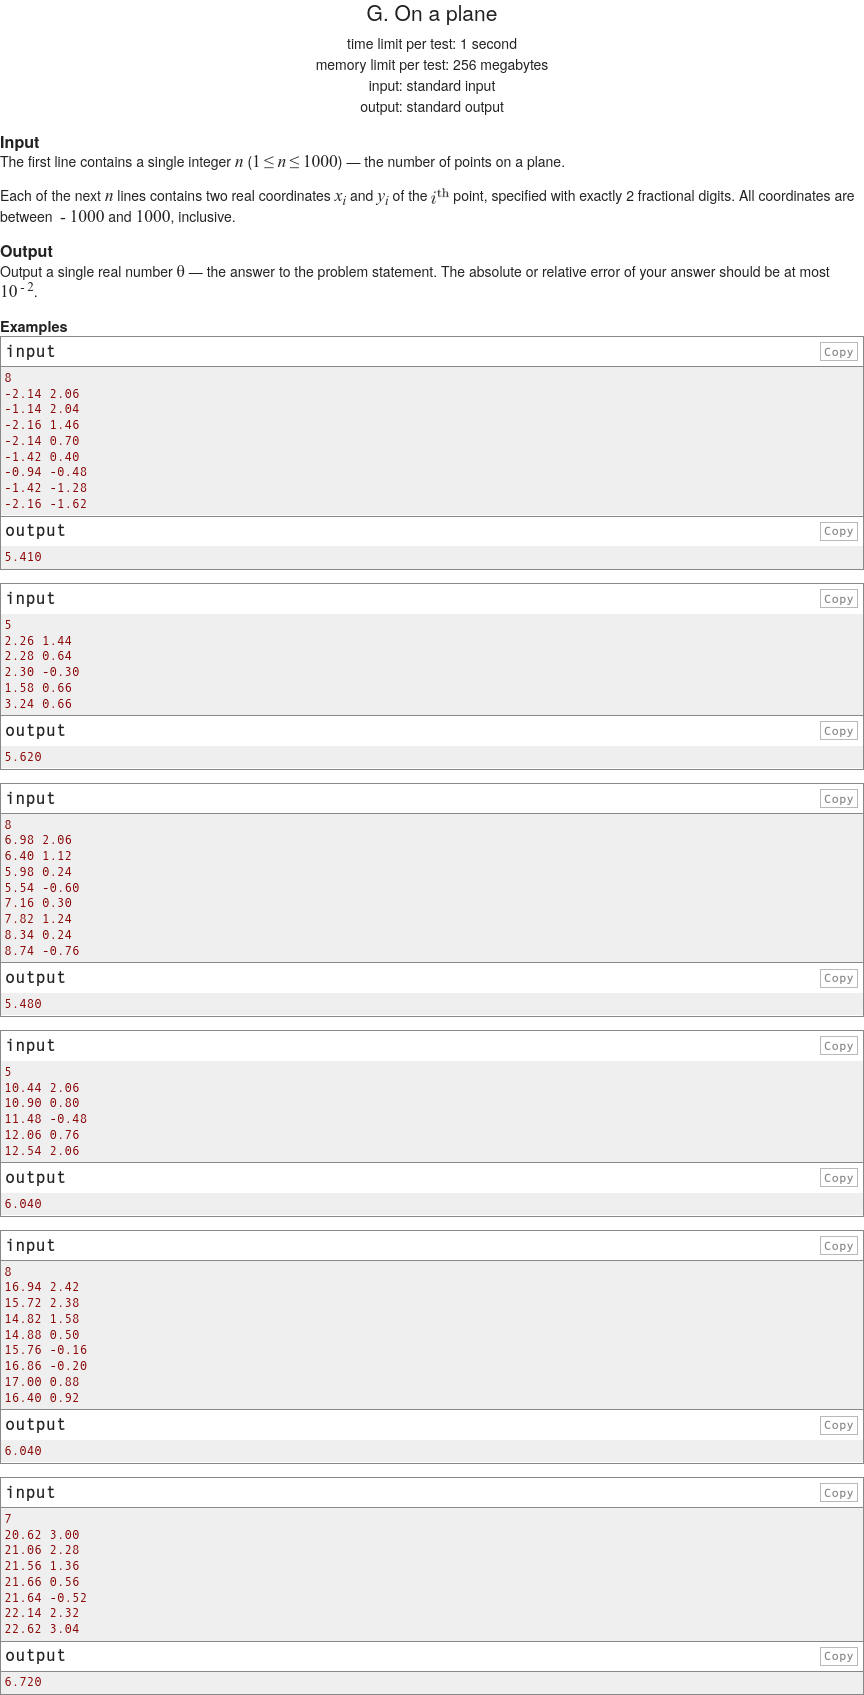 G. On a plane
time limit per test: 1 second
memory limit per test: 256 megabytes
input: standard input
output: standard output
Input
The first line contains a single integer n (1 ≤ n ≤ 1000) — the number of points on a plane.
Each of the next n lines contains two real coordinates xi and yi of the ith point, specified with exactly 2 fractional digits. All coordinates are
between - 1000 and 1000, inclusive.
Output
Output a single real number θ — the answer to the problem statement. The absolute or relative error of your answer should be at most
10 - 2.
Examples
input
Copy
8
-2.14 2.06
-1.14 2.04
-2.16 1.46
-2.14 0.70
-1.42 0.40
-0.94 -0.48
-1.42 -1.28
-2.16 -1.62
output
Copy
5.410
input
Copy
5
2.26 1.44
2.28 0.64
2.30 -0.30
1.58 0.66
3.24 0.66
output
Copy
5.620
input
Copy
8
6.98 2.06
6.40 1.12
5.98 0.24
5.54 -0.60
7.16 0.30
7.82 1.24
8.34 0.24
8.74 -0.76
output
Copy
5.480
input
Copy
5
10.44 2.06
10.90 0.80
11.48 -0.48
12.06 0.76
12.54 2.06
output
Copy
6.040
input
Copy
8
16.94 2.42
15.72 2.38
14.82 1.58
14.88 0.50
15.76 -0.16
16.86 -0.20
17.00 0.88
16.40 0.92
output
Copy
6.040
input
Copy
7
20.62 3.00
21.06 2.28
21.56 1.36
21.66 0.56
21.64 -0.52
22.14 2.32
22.62 3.04
output
Copy
6.720